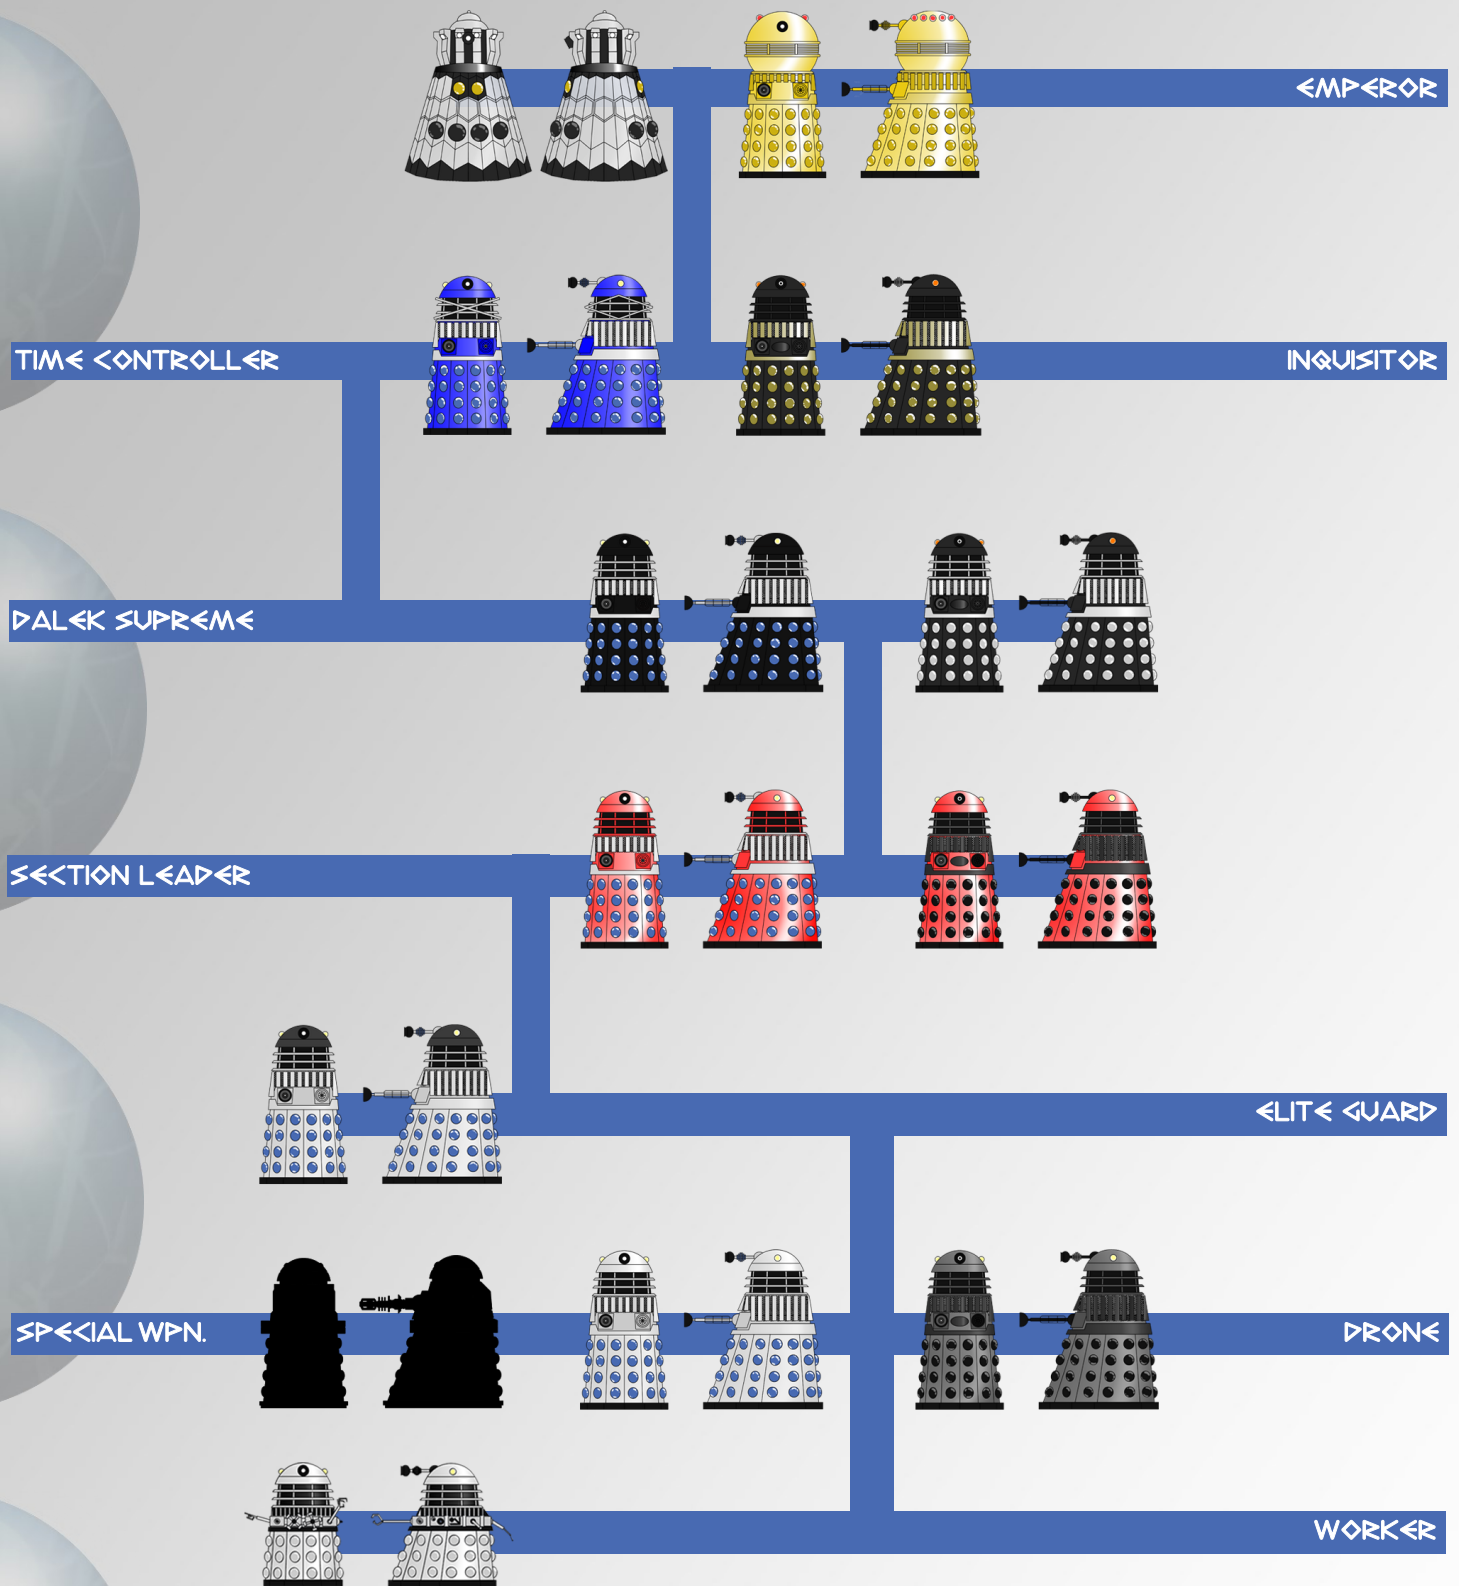 EMPEROR
TIME CONTROLLER
INQUISITOR
DALEK SUPREME
SECTION LEADER
ELITE GUARD
SPECIAL WPN.
DRONE
WORKER